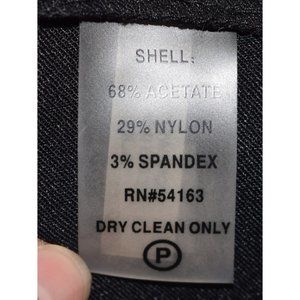 SHELL:
68% ACETATE
29% NYLON
3% SPANDEX
RN#54163
DRY CLEAN ONLY
P